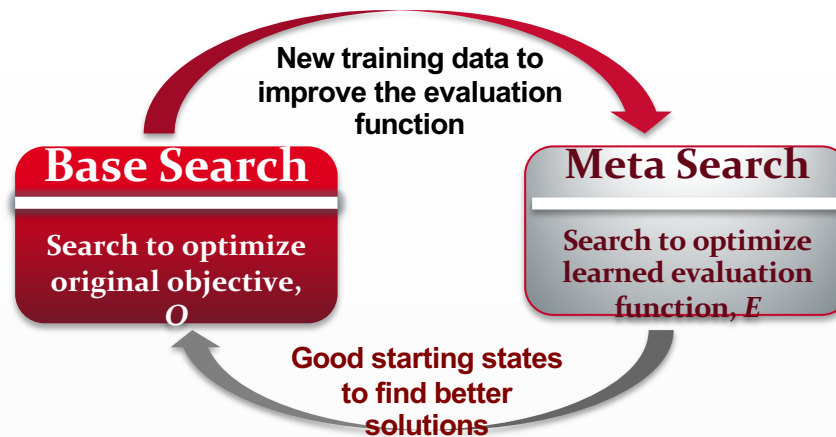 New training data to
improve the evaluation
function
Base Search
Search to optimize
original objective,
O
Meta Search
Search to optimize
learned evaluation
function, E
Good starting states
to find better
solutions